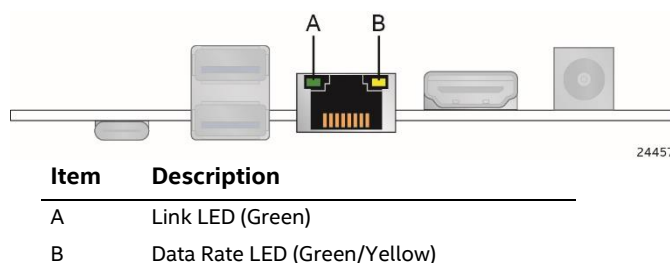 A B
24457
Item Description
A Link LED (Green)
B Data Rate LED (Green/Yellow)